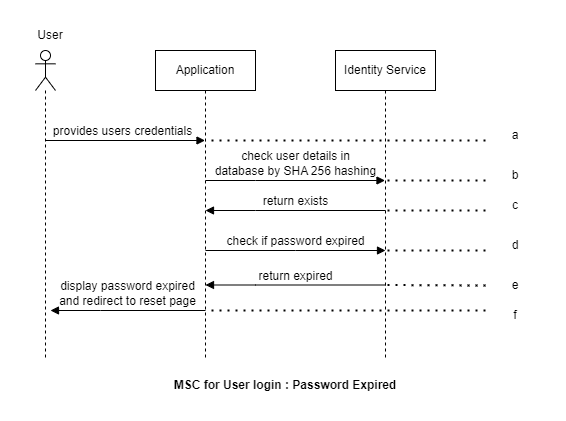 User
Application
Identity Service
provides users credentials
a
check user details in
database by SHA 256 hashing
b
return exists
c
check if password expired
d
return expired
e
display password expired
and redirect to reset page
f
MSC for User login : Password Expired